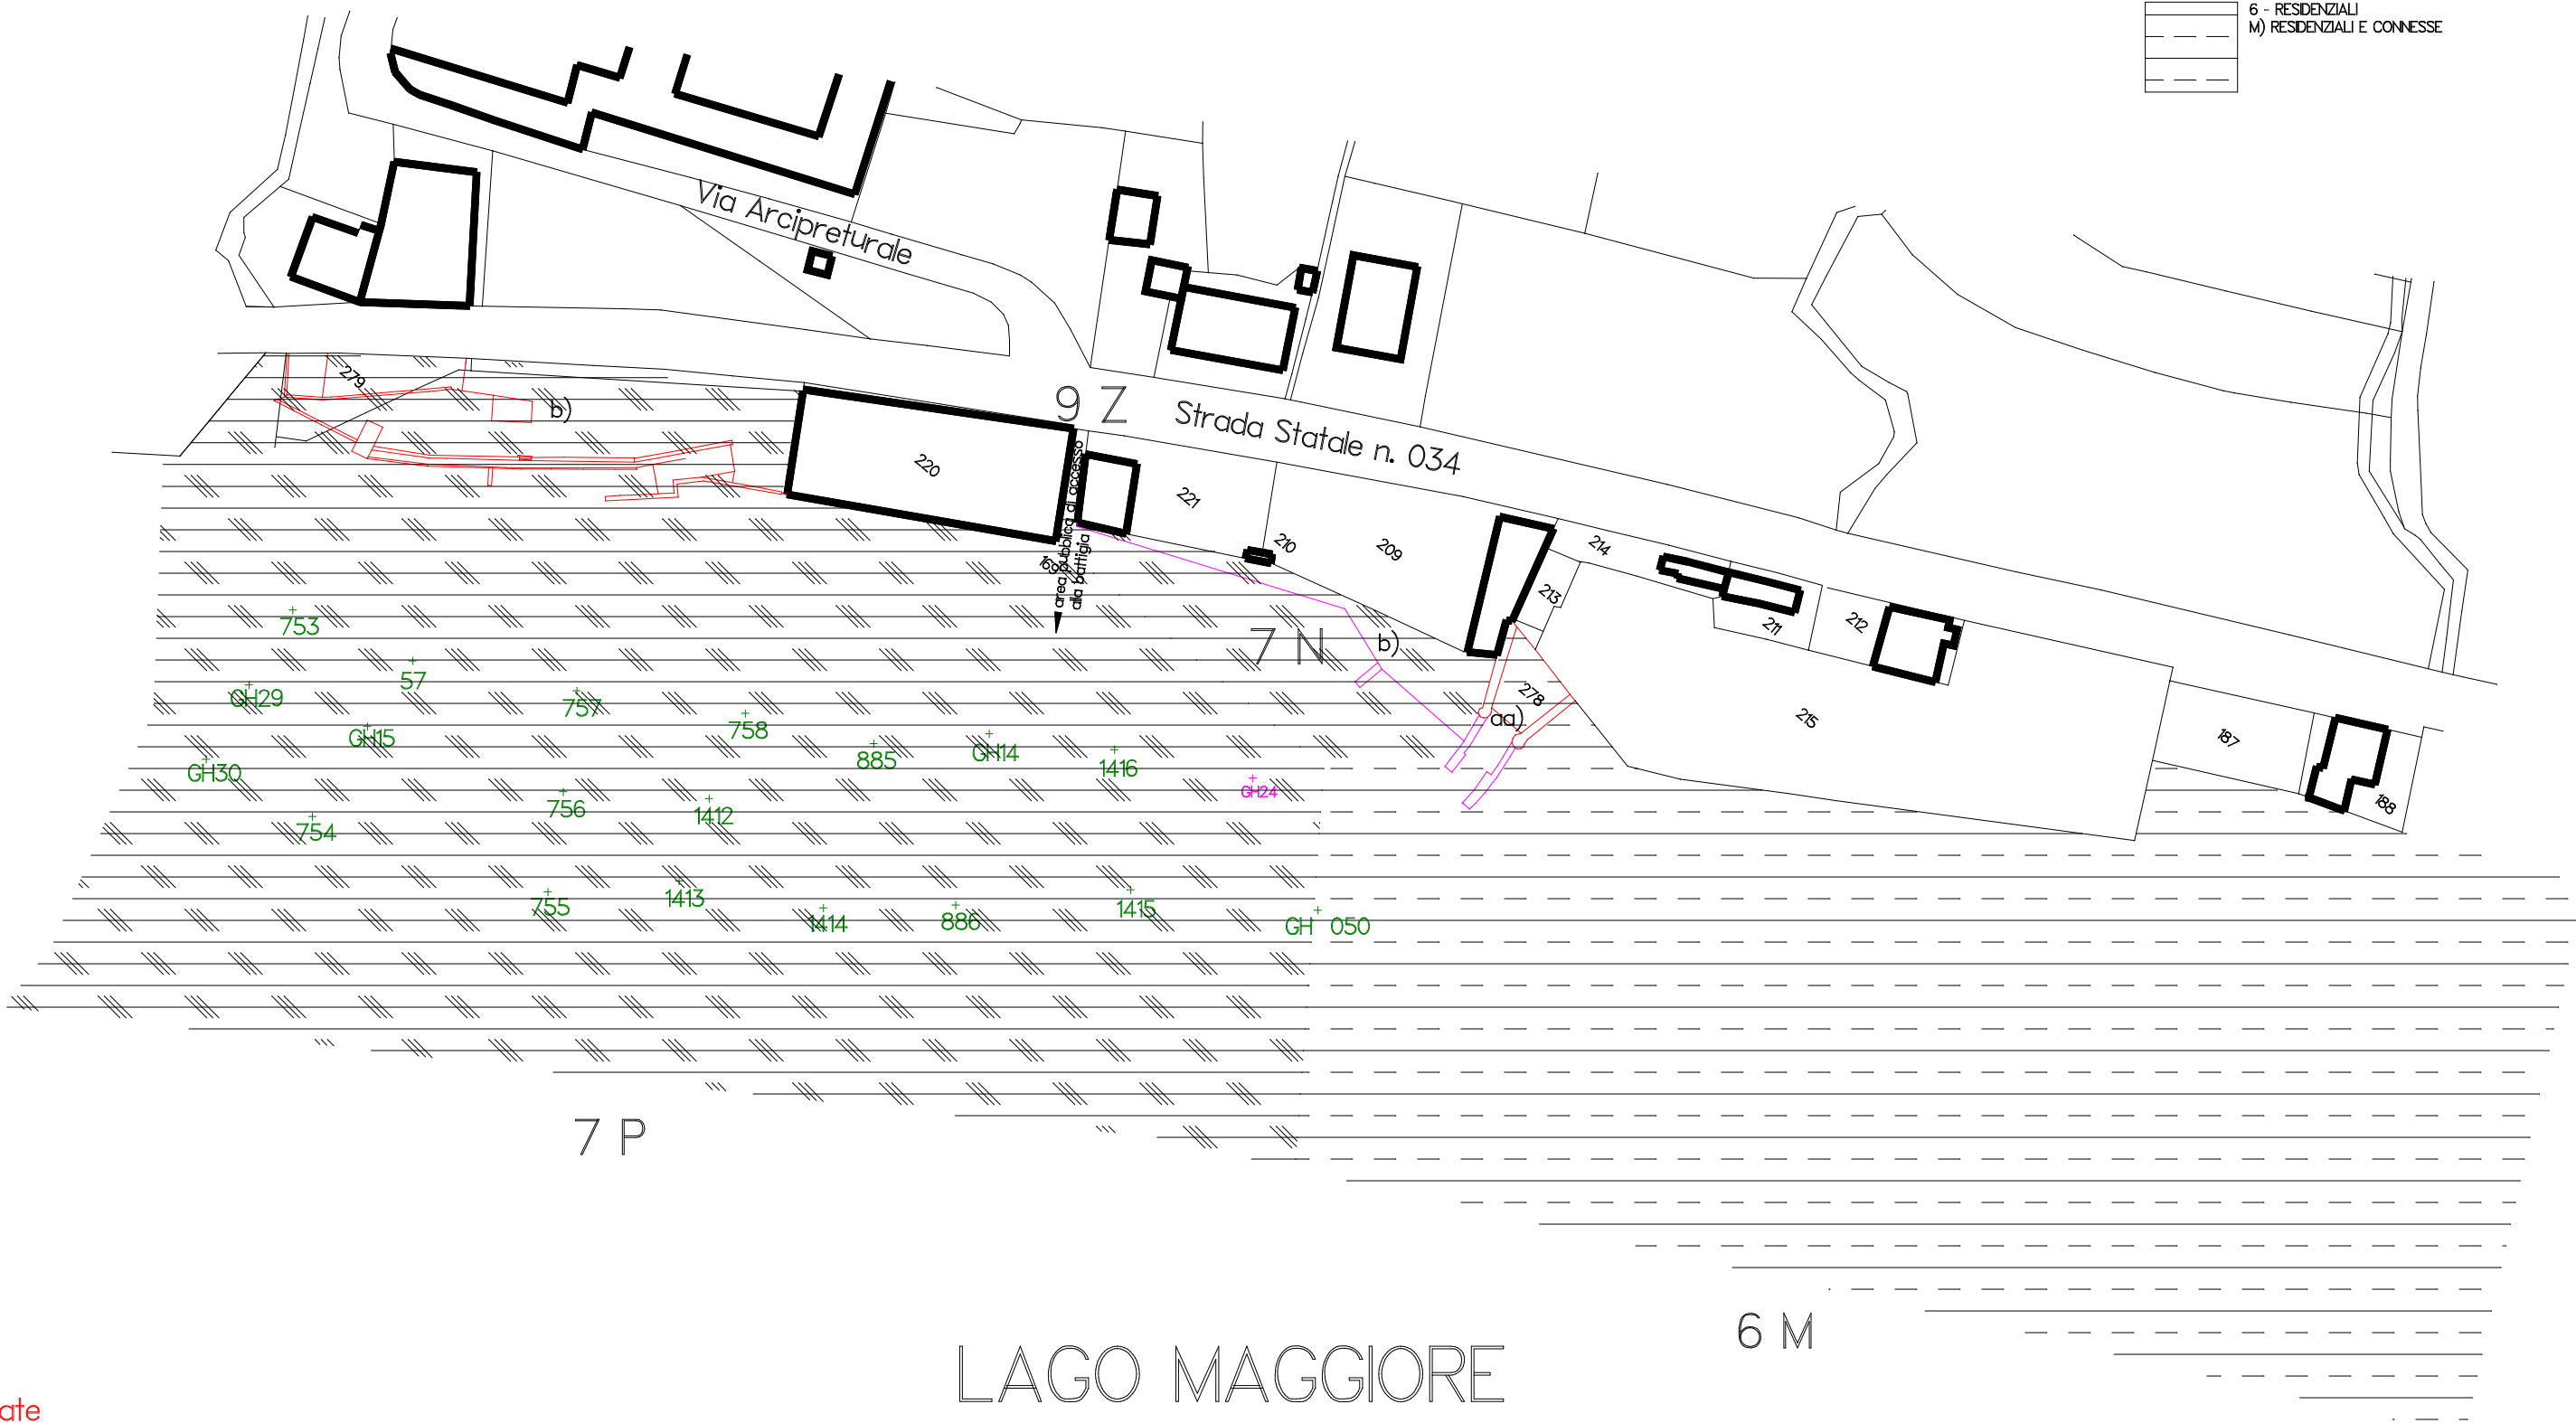 6 - RESIDENZIALI
M) RESIDENZIALI E CONNESSE
Via Arcipreturale
279
b)
9 Z
Strada Statale n. 034
220
221
area pubblica di accesso
alla battigia
169
210
209
214
213
211
212
7 N
b)
278
aa)
215
187
188
753
57
GH29
757
758
GH15
885
GH14
1416
GH30
GH24
756
1412
754
755
1413
1414
886
1415
GH 050
7 P
6 M
LAGO MAGGIORE
ate